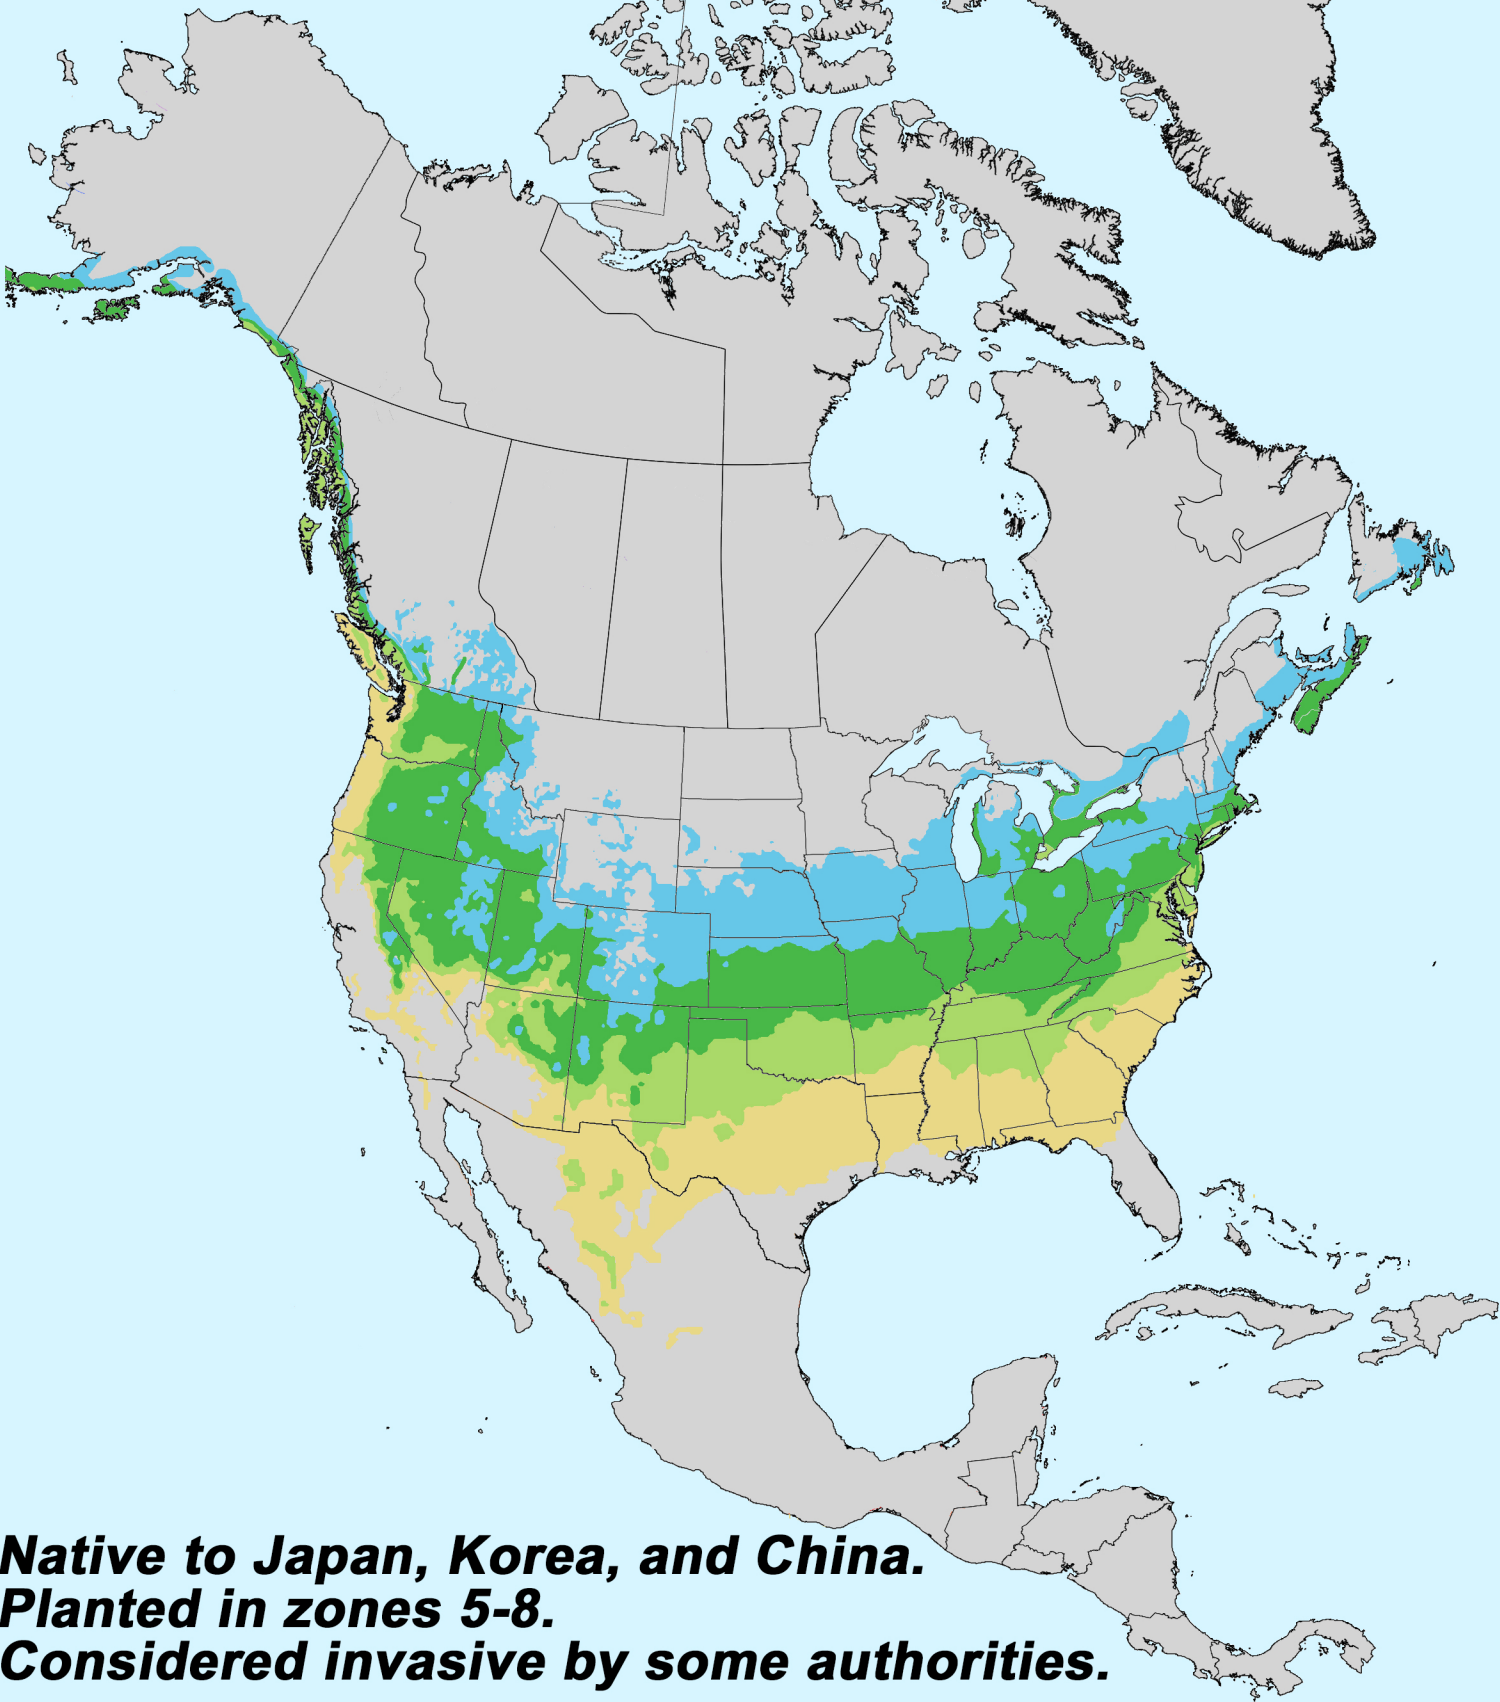 Native to Japan, Korea, and China.
Planted in zones 5-8.
Considered invasive by some authorities.